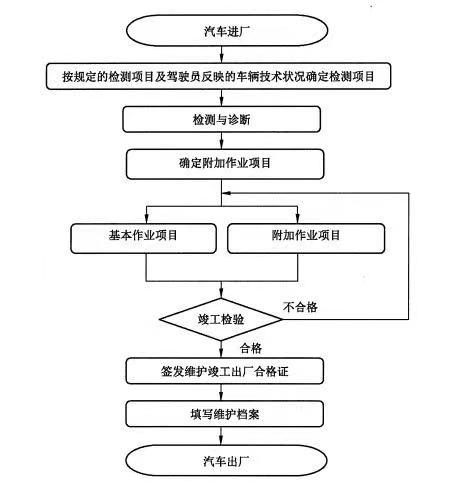 汽车进厂
按规定的检测项目及驾驶员反映的车辆技术状况确定检测项目
检测与诊断
确定附加作业项目
基本作业项目
附加作业项目
竣工检验
不合格
合格
签发维护竣工出厂合格证
填写维护档案
汽车出厂